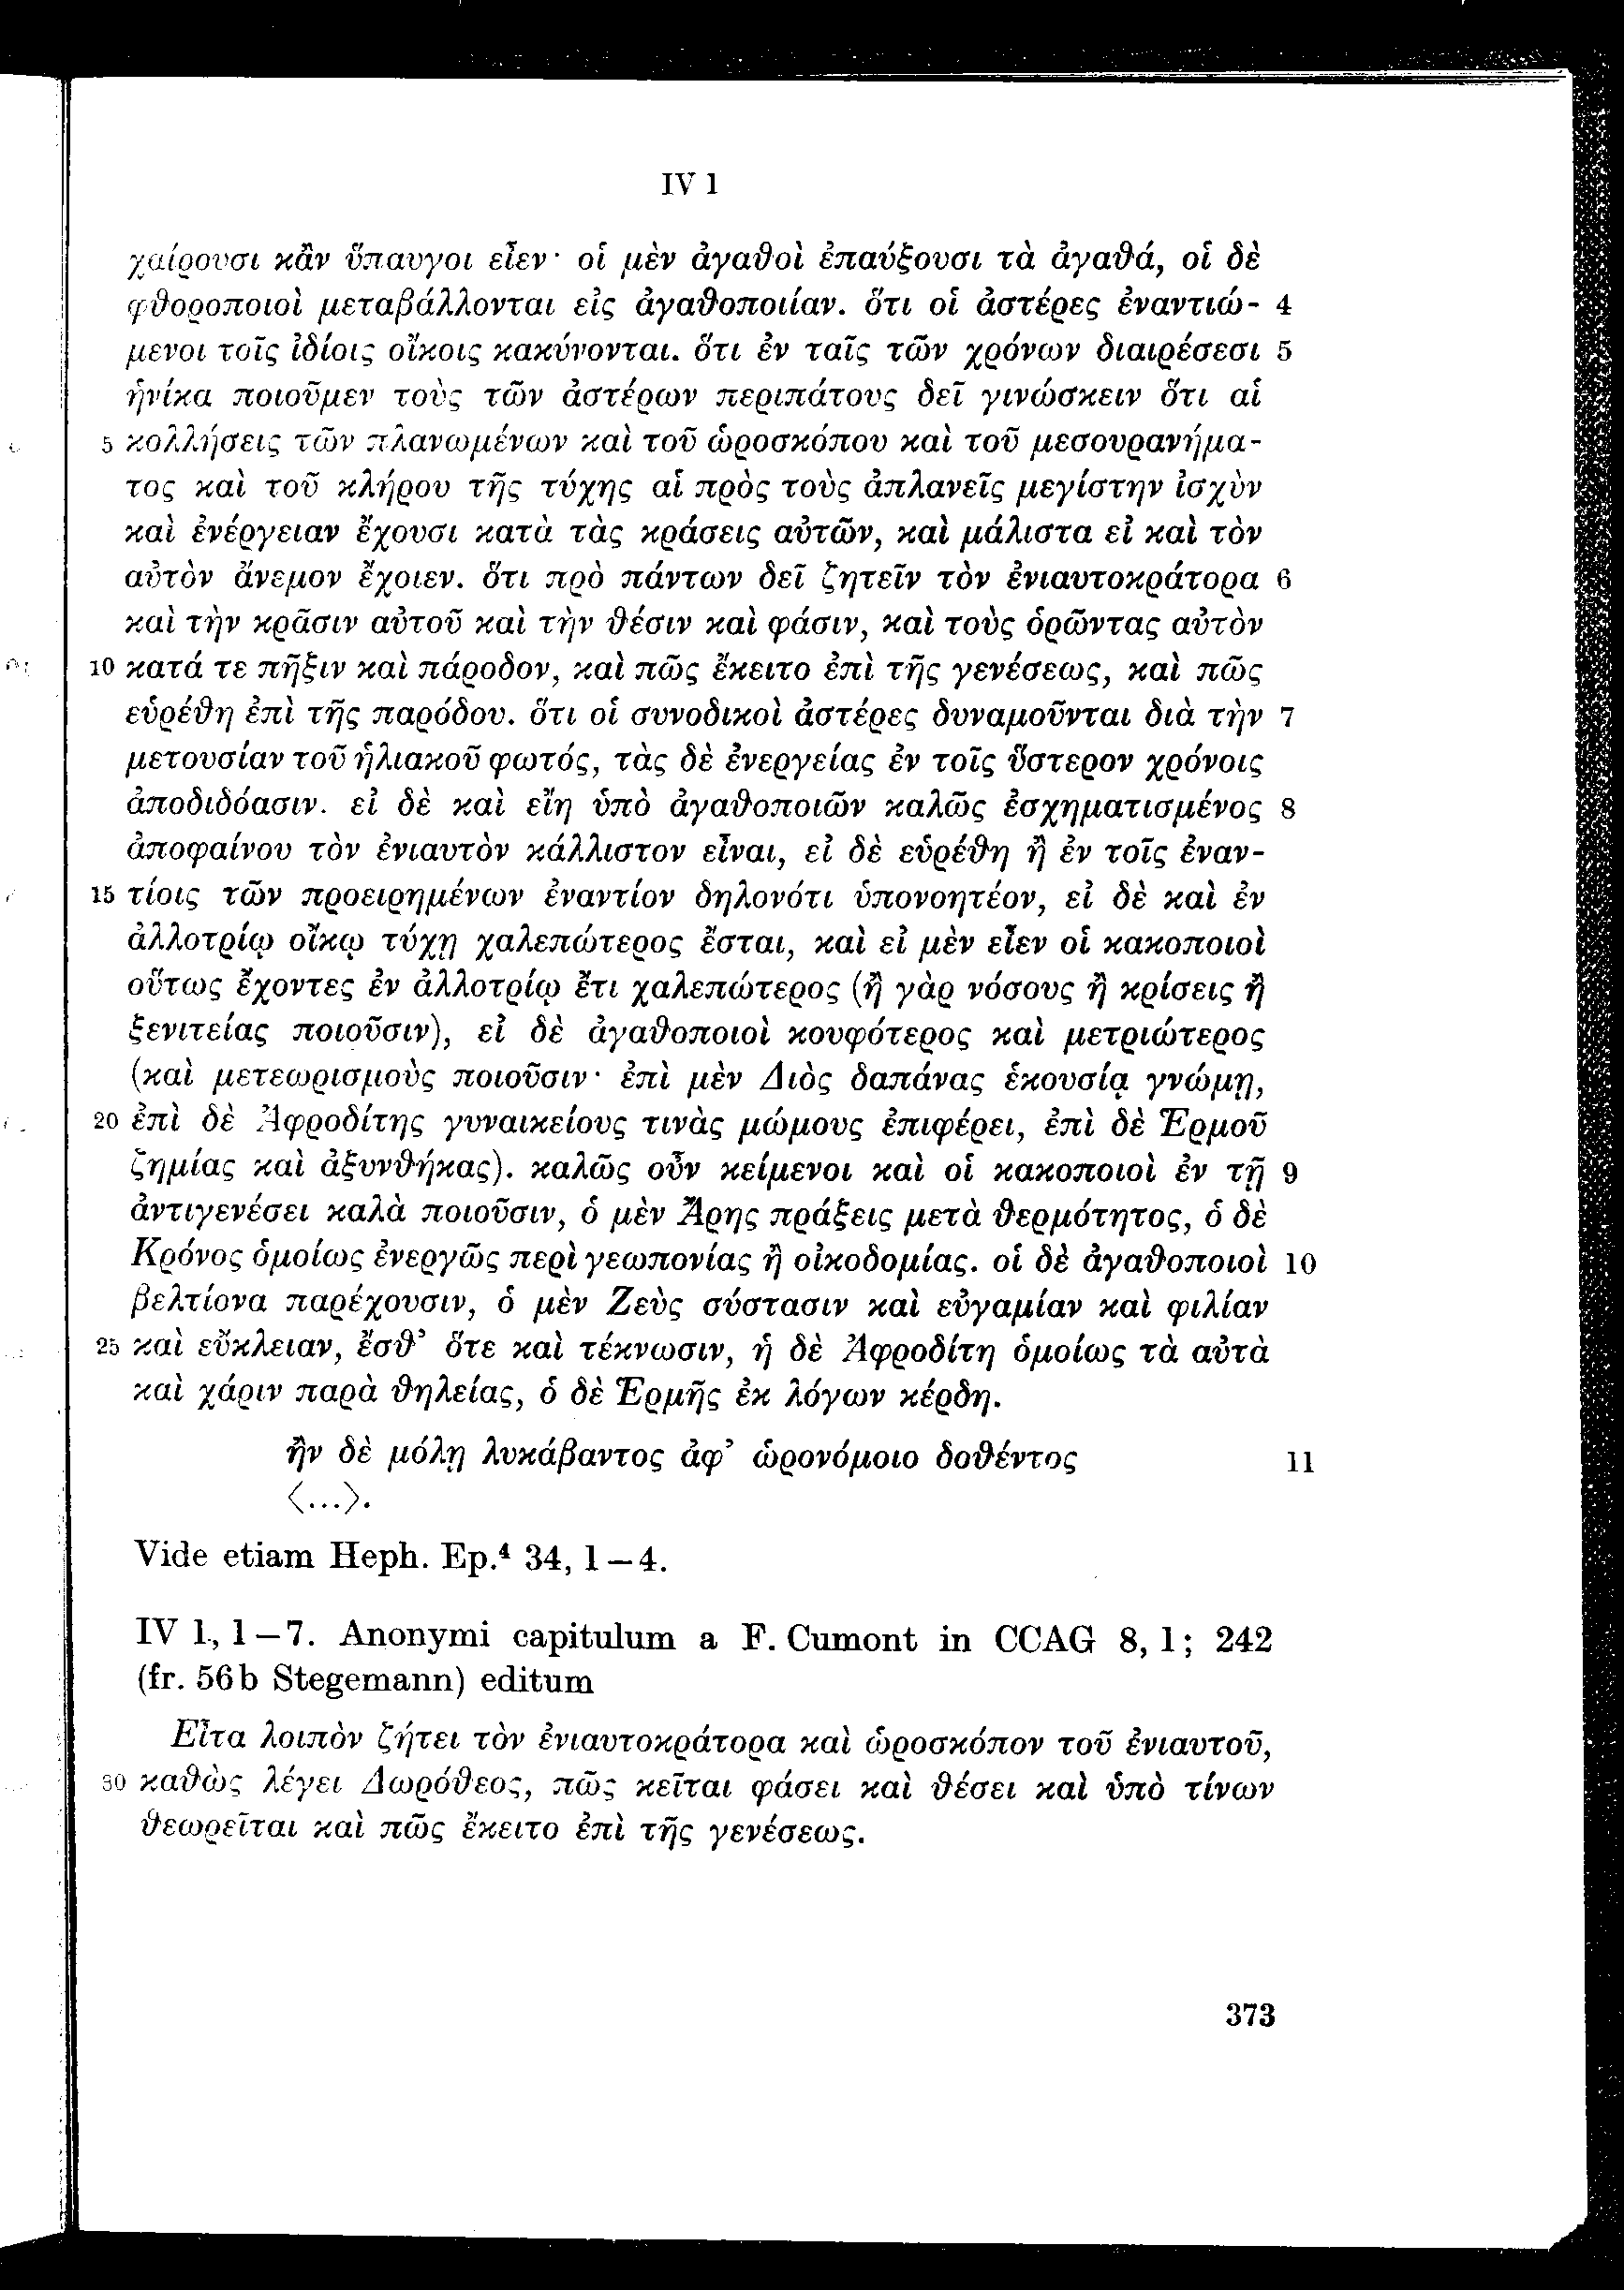 IV 1
χαίρουσι κἂν ὕπαυγοι εἶεν· οἱ μὲν ἀγαθοὶ ἐπαύξουσι τὰ ἀγαθά, οἱ δὲ
φθοροποιοὶ μεταβάλλονται εἰς ἀγαθοποιίαν. ὅτι οἱ ἀστέρες ἐναντιώ- 4
μενοι τοῖς ἰδίοις οἴκοις κακύνονται. ὅτι ἐν ταῖς τῶν χρόνων διαιρέσεσι 5
ἡνίκα ποιοῦμεν τοὺς τῶν ἀστέρων περιπάτους δεῖ γινώσκειν ὅτι αἱ
5 κολλήσεις τῶν πλανωμένων καὶ τοῦ ὡροσκόπου καὶ τοῦ μεσουρανήμα-
τος καὶ τοῦ κλήρου τῆς τύχης αἱ πρὸς τοὺς ἀπλανεῖς μεγίστην ἰσχὺν
καὶ ἐνέργειαν ἔχουσι κατὰ τὰς κράσεις αὐτῶν, καὶ μάλιστα εἰ καὶ τὸν
αὐτὸν ἄνεμον ἔχοιεν. ὅτι πρὸ πάντων δεῖ ζητεῖν τὸν ἐνιαυτοκράτορα 6
καὶ τὴν κρᾶσιν αὐτοῦ καὶ τὴν θέσιν καὶ φάσιν, καὶ τοὺς ὁρῶντας αὐτὸν
10 κατά τε πῆξιν καὶ πάροδον, καὶ πῶς ἔκειτο ἐπὶ τῆς γενέσεως, καὶ πῶς
εὑρέθη ἐπὶ τῆς παρόδου. ὅτι οἱ συνοδικοὶ ἀστέρες δυναμοῦνται διὰ τὴν 7
μετουσίαν τοῦ ἡλιακοῦ φωτός, τὰς δὲ ἐνεργείας ἐν τοῖς ὕστερον χρόνοις
ἀποδιδόασιν. εἰ δὲ καὶ εἴη ὑπὸ ἀγαθοποιῶν καλῶς ἐσχηματισμένος 8
ἀποφαίνου τὸν ἐνιαυτὸν κάλλιστον εἶναι, εἰ δὲ εὑρέθη ἢ ἐν τοῖς ἐναν-
15 τίοις τῶν προειρημένων ἐναντίον δηλονότι ὑπονοητέον, εἰ δὲ καὶ ἐν
ἀλλοτρίῳ οἴκῳ τύχῃ χαλεπώτερος ἔσται, καὶ εἰ μὲν εἶεν οἱ κακοποιοὶ
οὕτως ἔχοντες ἐν ἀλλοτρίῳ ἔτι χαλεπώτερος (ἢ γὰρ νόσους ἢ κρίσεις ἢ
ξενιτείας ποιοῦσιν), εἰ δὲ ἀγαθοποιοὶ κουφότερος καὶ μετριώτερος
(καὶ μετεωρισμοὺς ποιοῦσιν· ἐπὶ μὲν Διὸς δαπάνας ἑκουσίᾳ γνώμῃ,
20 ἐπὶ δὲ Ἀφροδίτης γυναικείους τινὰς μώμους ἐπιφέρει, ἐπὶ δὲ Ἑρμοῦ
ζημίας καὶ ἀξυνθήκας). καλῶς οὖν κείμενοι καὶ οἱ κακοποιοὶ ἐν τῇ 9
ἀντιγενέσει καλὰ ποιοῦσιν, ὁ μὲν Ἄρης πράξεις μετὰ θερμότητος, ὁ δὲ
Κρόνος ὁμοίως ἐνεργῶς περὶ γεωπονίας ἢ οἰκοδομίας. οἱ δὲ ἀγαθοποιοὶ 10
βελτίονα παρέχουσιν, ὁ μὲν Ζεὺς σύστασιν καὶ εὐγαμίαν καὶ φιλίαν
25 καὶ εὔκλειαν, ἔσθ’ ὅτε καὶ τέκνωσιν, ἡ δὲ Ἀφροδίτη ὁμοίως τὰ αὐτὰ
καὶ χάριν παρὰ θηλείας, ὁ δὲ Ἑρμῆς ἐκ λόγων κέρδη.
ἢν δὲ μόλῃ λυκάβαντος ἀφ’ ὡρονόμοιο δοθέντος 11
<...>.
Vide etiam Heph. Ep.⁴ 34, 1–4.
IV 1, 1–7. Anonymi capitulum a F. Cumont in CCAG 8, 1; 242
(fr. 56b Stegemann) editum
Εἶτα λοιπὸν ζήτει τὸν ἐνιαυτοκράτορα καὶ ὡροσκόπον τοῦ ἐνιαυτοῦ,
30 καθὼς λέγει Δωρόθεος, πῶς κεῖται φάσει καὶ θέσει καὶ ὑπὸ τίνων
θεωρεῖται καὶ πῶς ἔκειτο ἐπὶ τῆς γενέσεως.
373